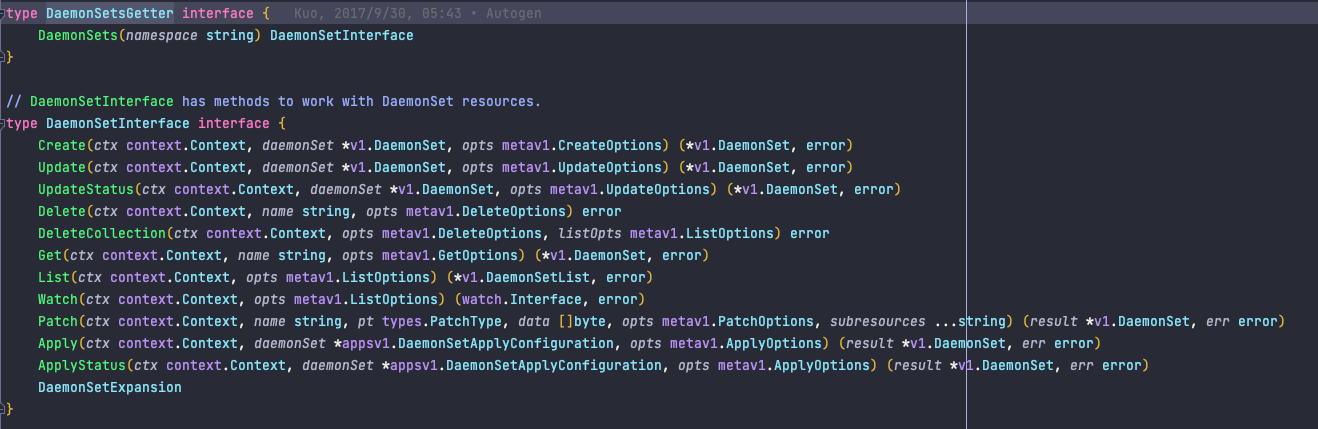 type DaemonSetsGetter interface {    Kuo, 2017/9/30, 05:43 • Autogen
    DaemonSets(namespace string) DaemonSetInterface
}
// DaemonSetInterface has methods to work with DaemonSet resources.
type DaemonSetInterface interface {
    Create(ctx context.Context, daemonSet *v1.DaemonSet, opts metav1.CreateOptions) (*v1.DaemonSet, error)
    Update(ctx context.Context, daemonSet *v1.DaemonSet, opts metav1.UpdateOptions) (*v1.DaemonSet, error)
    UpdateStatus(ctx context.Context, daemonSet *v1.DaemonSet, opts metav1.UpdateOptions) (*v1.DaemonSet, error)
    Delete(ctx context.Context, name string, opts metav1.DeleteOptions) error
    DeleteCollection(ctx context.Context, opts metav1.DeleteOptions, listOpts metav1.ListOptions) error
    Get(ctx context.Context, name string, opts metav1.GetOptions) (*v1.DaemonSet, error)
    List(ctx context.Context, opts metav1.ListOptions) (*v1.DaemonSetList, error)
    Watch(ctx context.Context, opts metav1.ListOptions) (watch.Interface, error)
    Patch(ctx context.Context, name string, pt types.PatchType, data []byte, opts metav1.PatchOptions, subresources ...string) (result *v1.DaemonSet, err error)
    Apply(ctx context.Context, daemonSet *appsv1.DaemonSetApplyConfiguration, opts metav1.ApplyOptions) (result *v1.DaemonSet, err error)
    ApplyStatus(ctx context.Context, daemonSet *appsv1.DaemonSetApplyConfiguration, opts metav1.ApplyOptions) (result *v1.DaemonSet, err error)
    DaemonSetExpansion
}